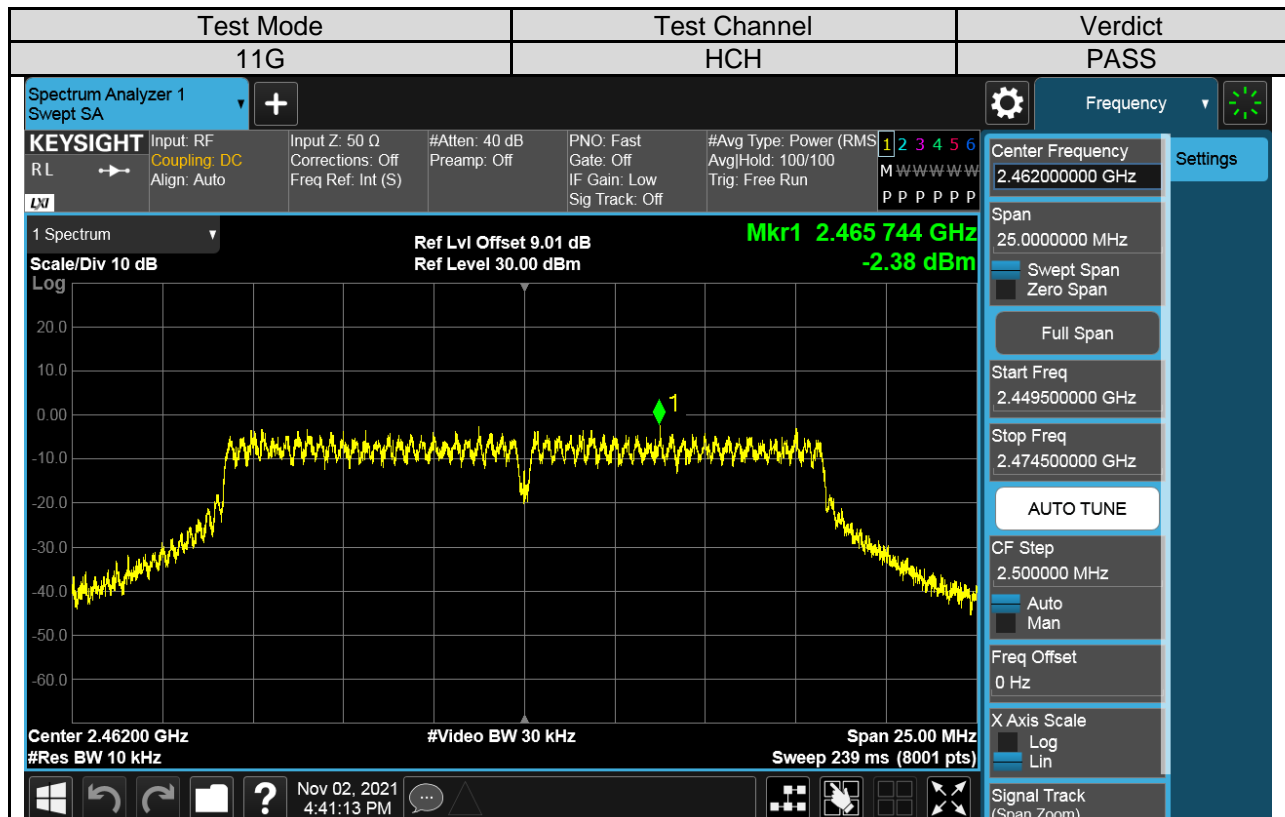 Test Mode Test Channel Verdict
11G HCH PASS
Spectrum Analyzer 1
Swept SA
+
Frequency
KEYSIGHT
R L
LXI
Input: RF
Coupling: DC
Align: Auto
Input Z: 50 Ω
Corrections: Off
Freq Ref: Int (S)
#Atten: 40 dB
Preamp: Off
PNO: Fast
Gate: Off
IF Gain: Low
Sig Track: Off
#Avg Type: Power (RMS
Avg|Hold: 100/100
Trig: Free Run
1 2 3 4 5 6
M W W W W W
P P P P P P
1 Spectrum
Scale/Div 10 dB
Ref Lvl Offset 9.01 dB
Ref Level 30.00 dBm
Mkr1 2.465 744 GHz
-2.38 dBm
Log
20.0
10.0
0.00
-10.0
-20.0
-30.0
-40.0
-50.0
-60.0
1
Center 2.46200 GHz
#Res BW 10 kHz
#Video BW 30 kHz
Span 25.00 MHz
Sweep 239 ms (8001 pts)
Center Frequency
2.462000000 GHz
Settings
Span
25.0000000 MHz
Swept Span
Zero Span
Full Span
Start Freq
2.449500000 GHz
Stop Freq
2.474500000 GHz
AUTO TUNE
CF Step
2.500000 MHz
Auto
Man
Freq Offset
0 Hz
X Axis Scale
Log
Lin
Signal Track
(Span Zoom)
?
Nov 02, 2021
4:41:13 PM